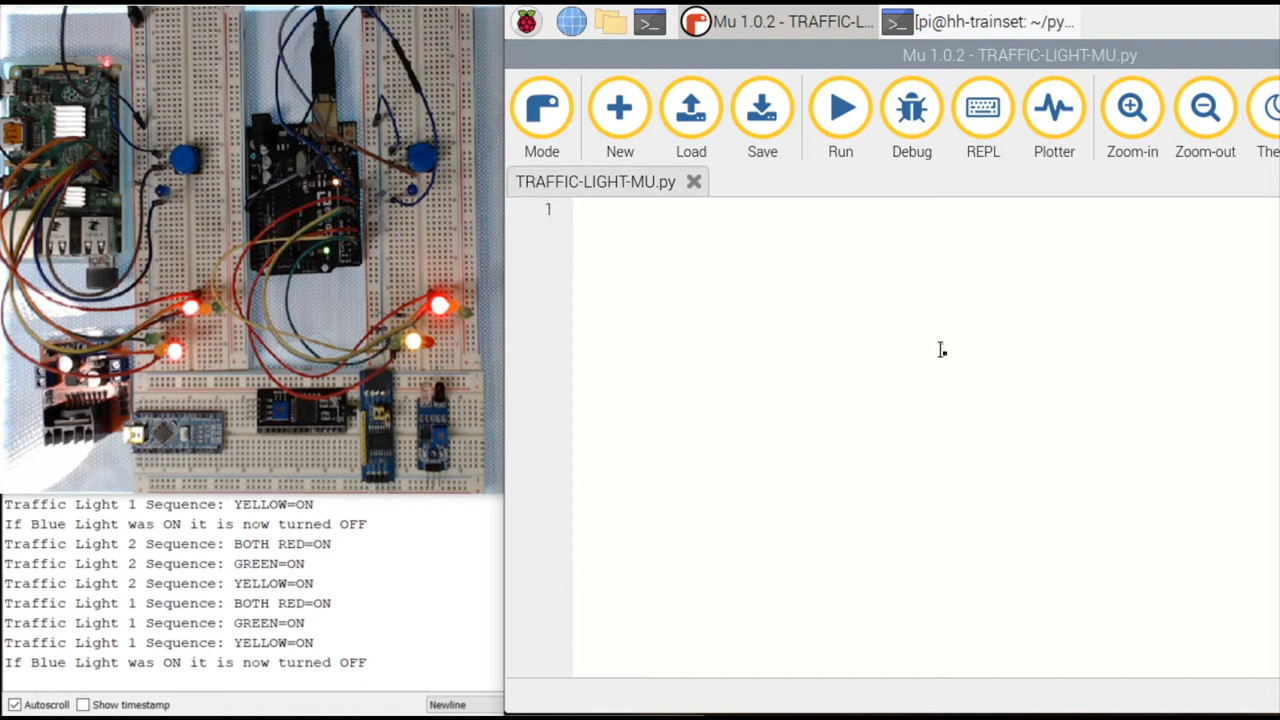 Mu 1.0.2 - TRAFFIC-L...
[pi@hh-trainset: ~/py...
Mu 1.0.2 - TRAFFIC-LIGHT-MU.py
Mode
New
Load
Save
Run
Debug
REPL
Plotter
Zoom-in
Zoom-out
The
TRAFFIC-LIGHT-MU.py
1
Traffic Light 1 Sequence: YELLOW=ON
If Blue Light was ON it is now turned OFF
Traffic Light 2 Sequence: BOTH RED=ON
Traffic Light 2 Sequence: GREEN=ON
Traffic Light 2 Sequence: YELLOW=ON
Traffic Light 1 Sequence: BOTH RED=ON
Traffic Light 1 Sequence: GREEN=ON
Traffic Light 1 Sequence: YELLOW=ON
If Blue Light was ON it is now turned OFF
Autoscroll
Show timestamp
Newline